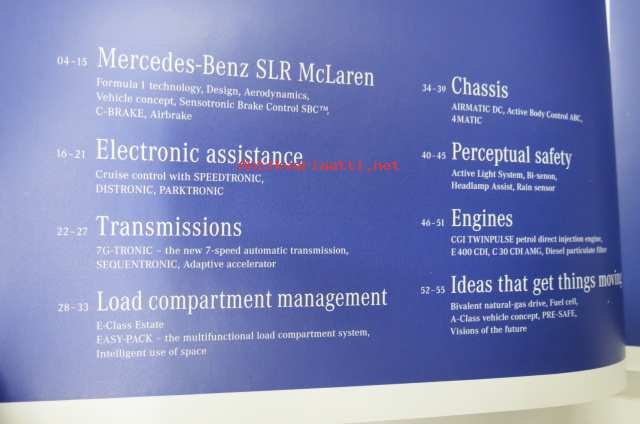 04–15 Mercedes-Benz SLR McLaren
Formula 1 technology, Design, Aerodynamics,
Vehicle concept, Sensotronic Brake Control SBC™,
C-BRAKE, Airbrake
16–21 Electronic assistance
Cruise control with SPEEDTRONIC,
DISTRONIC, PARKTRONIC
22–27 Transmissions
7G-TRONIC – the new 7-speed automatic transmission,
SEQUENTRONIC, Adaptive accelerator
28–33 Load compartment management
E-Class Estate
EASY-PACK – the multifunctional load compartment system,
Intelligent use of space
34–39 Chassis
AIRMATIC DC, Active Body Control ABC,
4MATIC
40–45 Perceptual safety
Active Light System, Bi-xenon,
Headlamp Assist, Rain sensor
46–51 Engines
CGI TWINPULSE petrol direct injection engine,
E 400 CDI, C 30 CDI AMG, Diesel particulate filter
52–55 Ideas that get things moving
Bivalent natural-gas drive, Fuel cell,
A-Class vehicle concept, PRE-SAFE,
Visions of the future